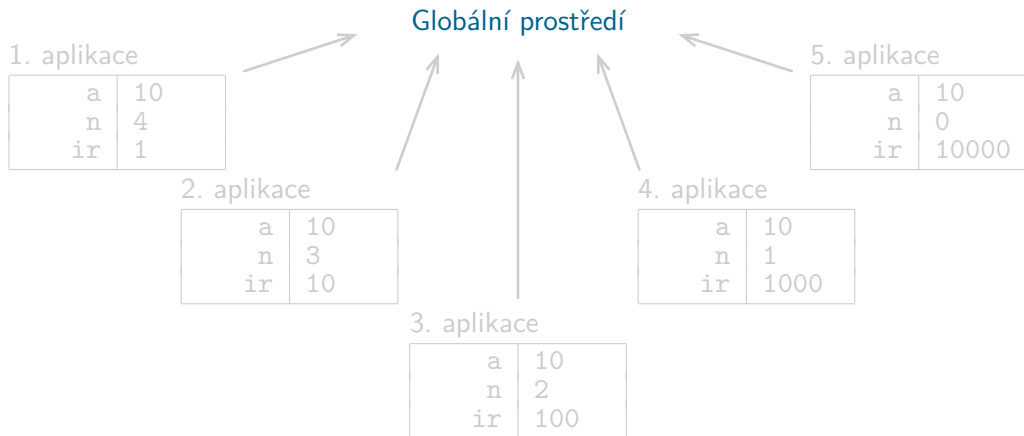 Globální prostředí
1. aplikace
a 10
n 4
ir 1
2. aplikace
a 10
n 3
ir 10
3. aplikace
a 10
n 2
ir 100
4. aplikace
a 10
n 1
ir 1000
5. aplikace
a 10
n 0
ir 10000